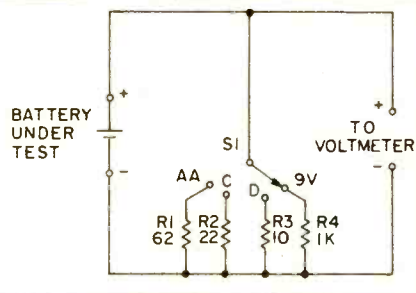 +
BATTERY
UNDER
TEST
-
S1
AA
C
D
9V
R1
62
R2
22
R3
10
R4
1K
+
TO
VOLTMETER
-